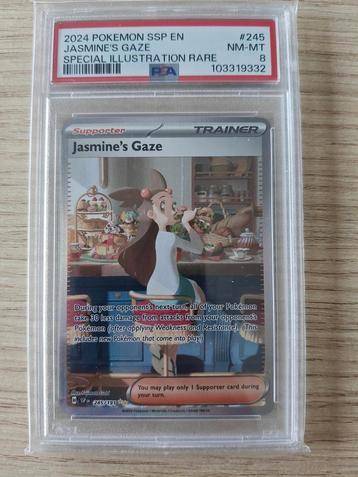 2024 POKEMON SSP EN #245
JASMINE'S GAZE NM-MT
SPECIAL ILLUSTRATION RARE 8
PSA 103319332
Supporter TRAINER
Jasmine's Gaze
During your opponent's next turn, all of your Pokémon
take 30 less damage from attacks from your opponent's
Pokémon (after applying Weakness and Resistance). (This
includes new Pokémon that come into play.)
You may play only 1 Supporter card during
your turn.
245/191